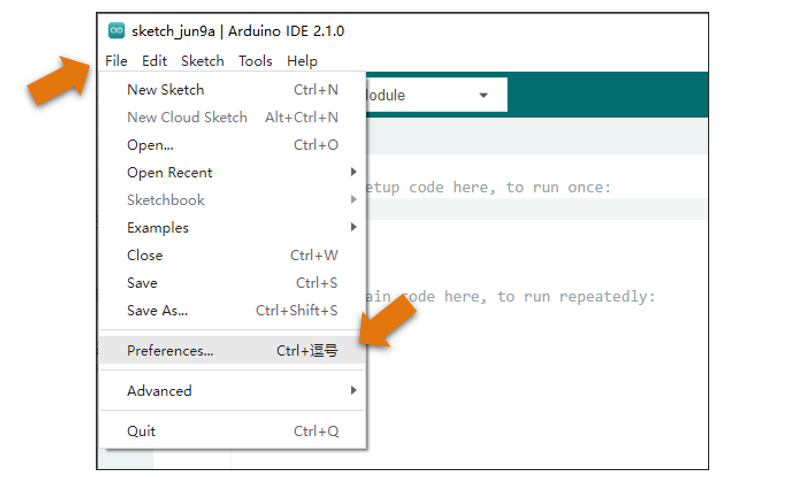 sketch_jun9a | Arduino IDE 2.1.0
File Edit Sketch Tools Help
New Sketch Ctrl+N
New Cloud Sketch Alt+Ctrl+N
Open... Ctrl+O
Open Recent
Sketchbook
Examples
Close Ctrl+W
Save Ctrl+S
Save As... Ctrl+Shift+S
Preferences... Ctrl+逗号
Advanced
Quit Ctrl+Q
odule
etup code here, to run once:
ain code here, to run repeatedly: